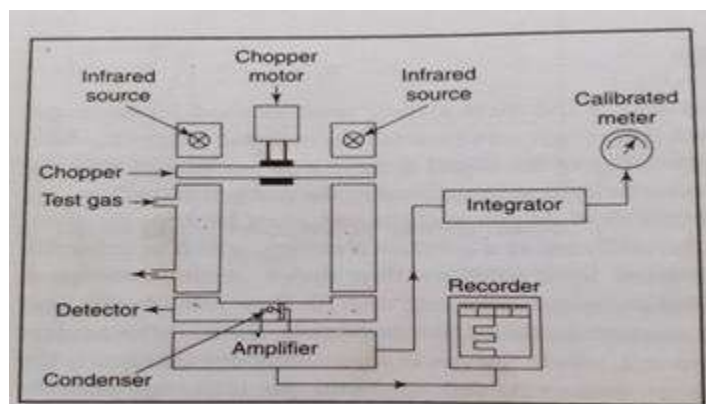 Chopper
motor
Infrared
source
Infrared
source
Calibrated
meter
Chopper
Test gas
Integrator
Detector
Recorder
Amplifier
Condenser